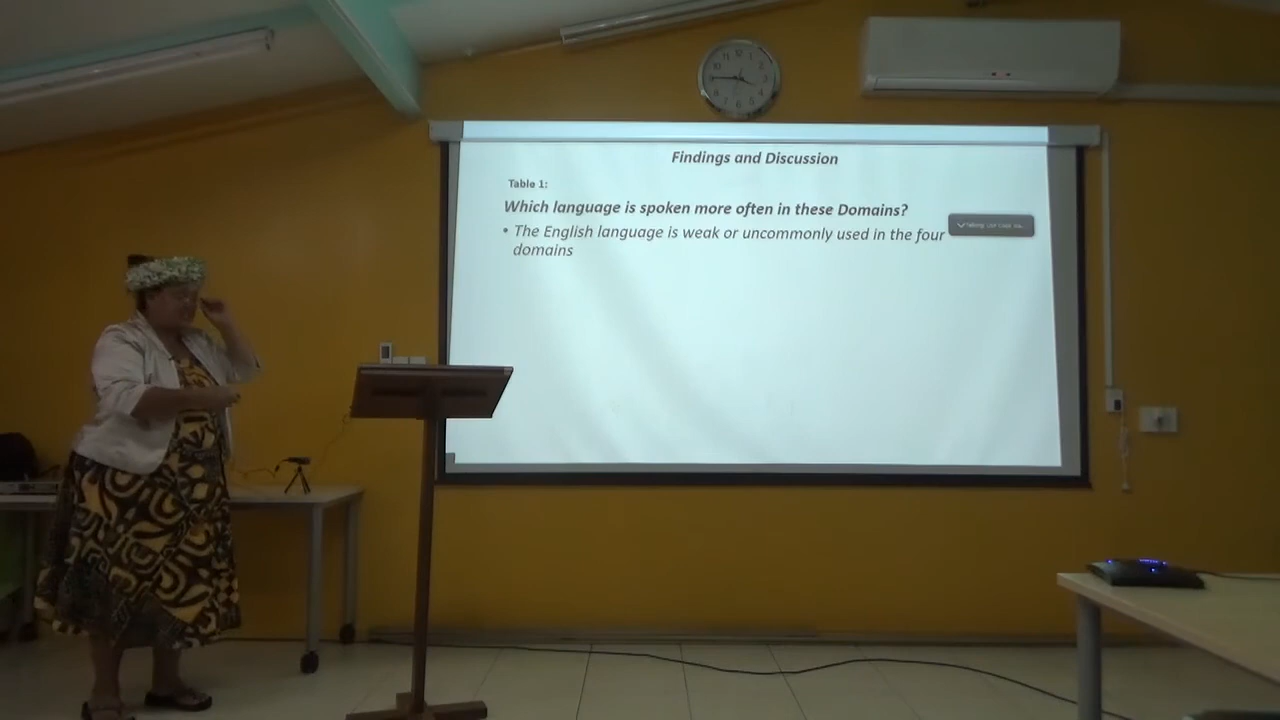 Findings and Discussion
Table 1:
Which language is spoken more often in these Domains?
• The English language is weak or uncommonly used in the four
domains
Talking: